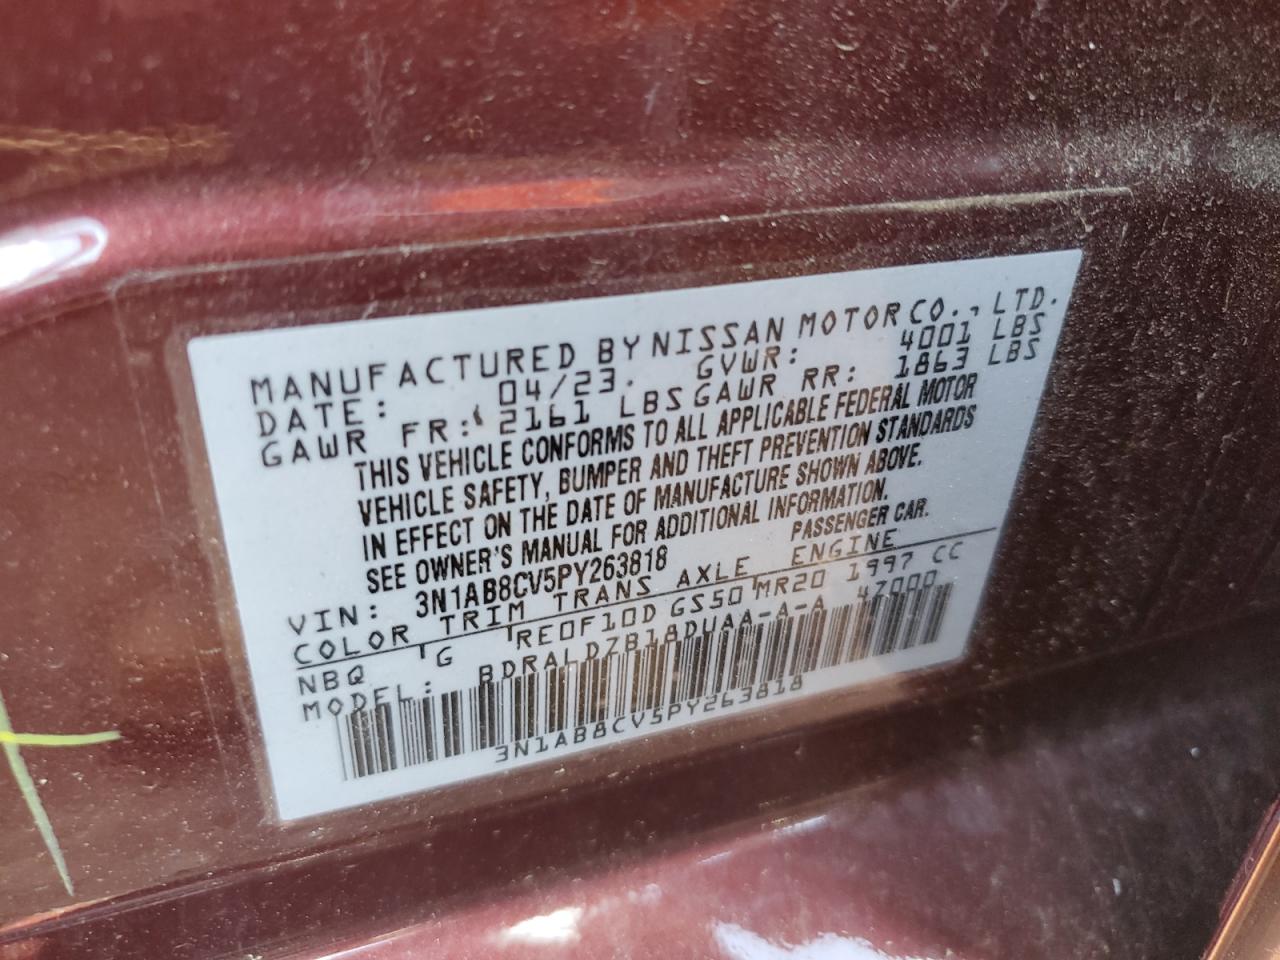 MANUFACTURED BY NISSAN MOTOR CO., LTD.
DATE: 04/23. GVWR: 4001 LBS
GAWR FR: 2161 LBS GAWR RR: 1863 LBS
THIS VEHICLE CONFORMS TO ALL APPLICABLE FEDERAL MOTOR
VEHICLE SAFETY, BUMPER AND THEFT PREVENTION STANDARDS
IN EFFECT ON THE DATE OF MANUFACTURE SHOWN ABOVE.
SEE OWNER'S MANUAL FOR ADDITIONAL INFORMATION.
VIN: 3N1AB8CV5PY263818 PASSENGER CAR.
COLOR TRIM TRANS AXLE ENGINE
NBQ G RE0F10D GS50 MR20 1997 CC
MODEL: BDRALDZB18DUAA-A-A 47000
3N1AB8CV5PY263818